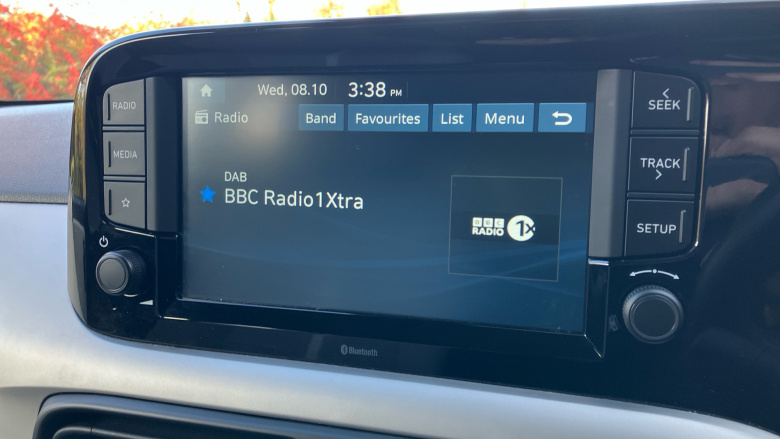 Wed, 08.10 3:38 PM
RADIO
Radio Band Favourites List Menu
MEDIA
DAB
BBC Radio1Xtra
BBC
RADIO 1X
SEEK
TRACK
SETUP
Bluetooth